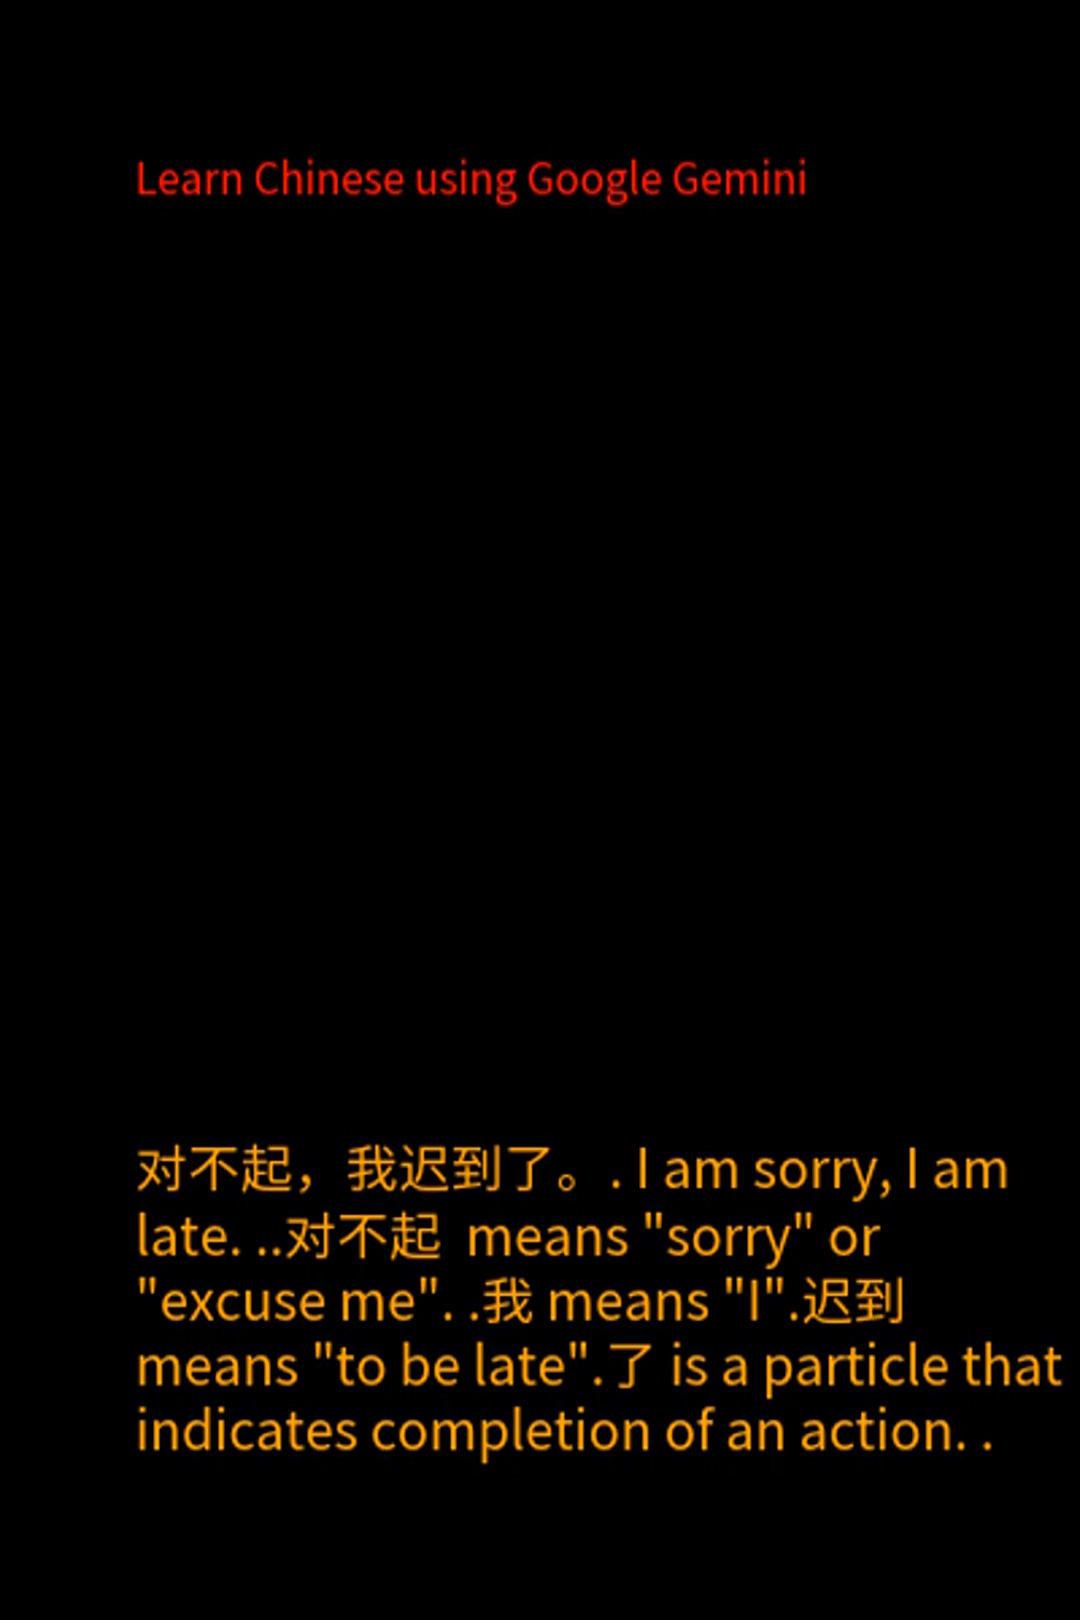 Learn Chinese using Google Gemini
对不起，我迟到了。. I am sorry, I am
late. ..对不起  means "sorry" or
"excuse me". .我 means "I".迟到
means "to be late".了 is a particle that
indicates completion of an action. .